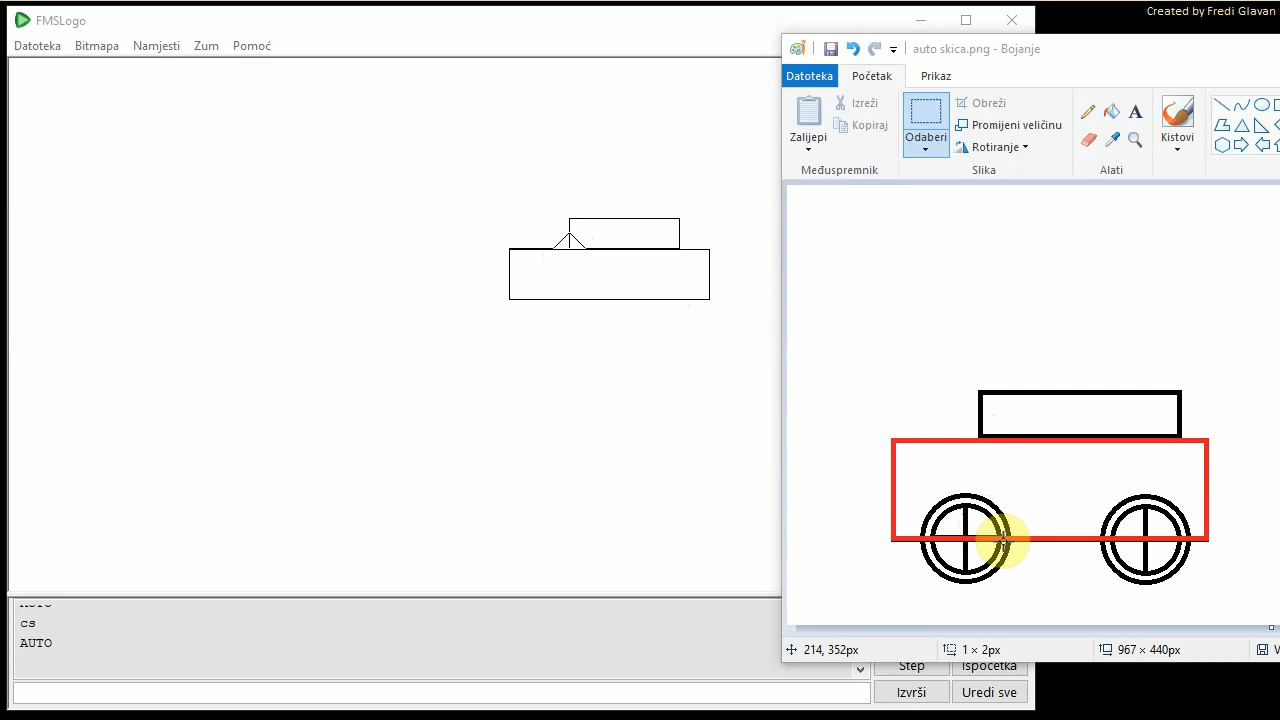 Created by Fredi Glavan
FMSLogo
Datoteka Bitmapa Namjesti Zum Pomoć
auto skica.png - Bojanje
Datoteka Početak Prikaz
Zalijepi
Izreži
Kopiraj
Međuspremnik
Odaberi
Obreži
Promijeni veličinu
Rotiranje
Slika
A
Alati
Kistovi
AUTO
cs
AUTO
214, 352px
1 × 2px
967 × 440px
Step Ispočetka
Izvrši Uredi sve